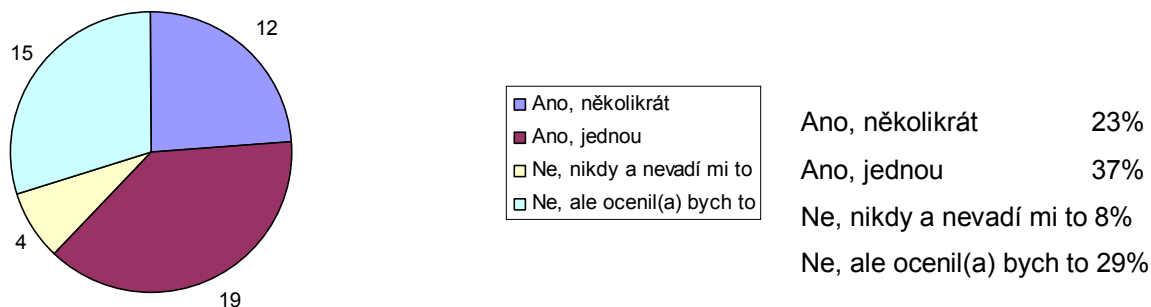 12
15
4
19
Ano, několikrát
Ano, jednou
Ne, nikdy a nevadí mi to
Ne, ale ocenil(a) bych to
Ano, několikrát 23%
Ano, jednou 37%
Ne, nikdy a nevadí mi to 8%
Ne, ale ocenil(a) bych to 29%